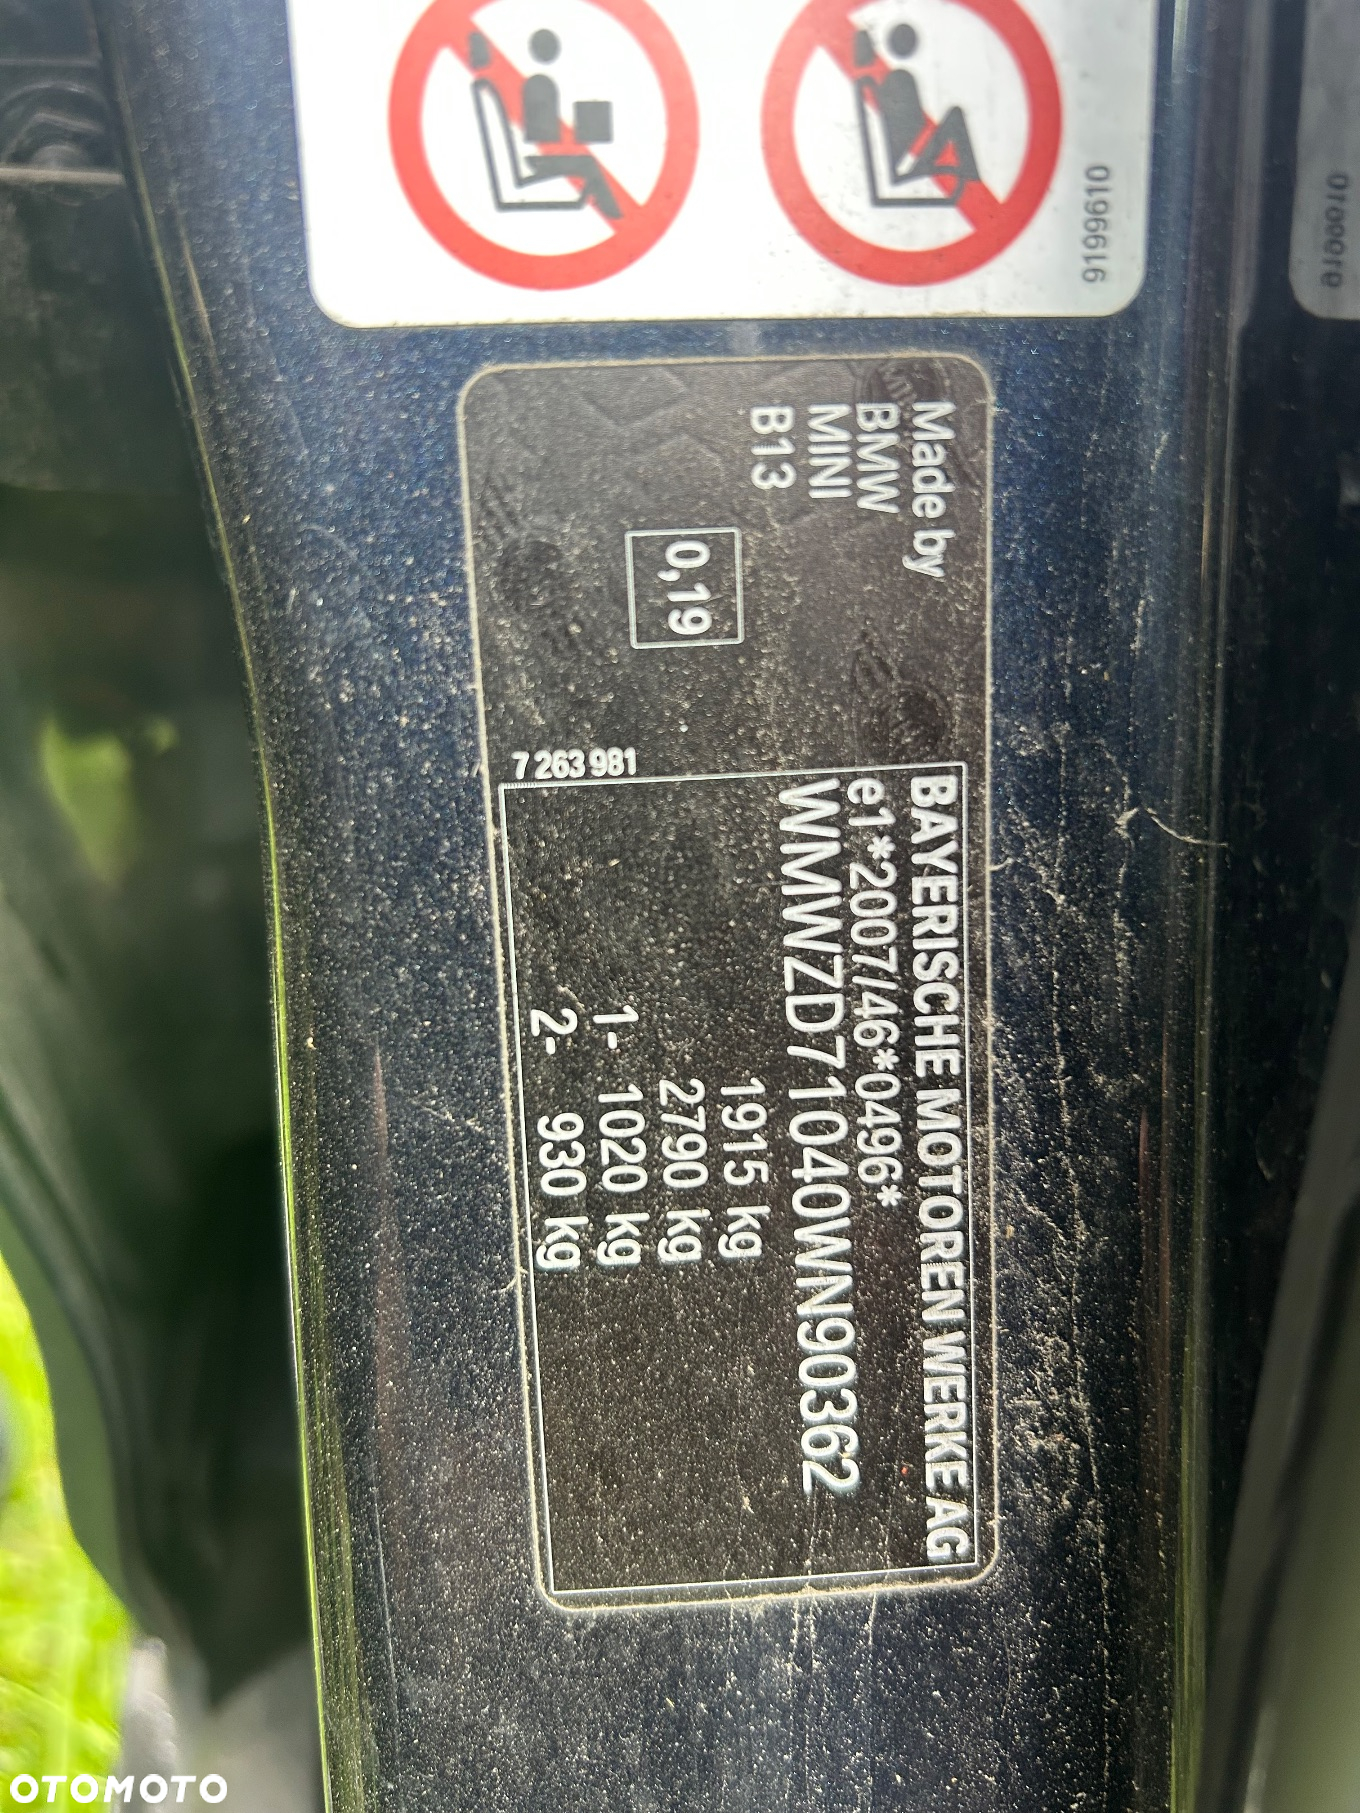 9199610
Made by
BMW
MINI
B13
0,19
7 263 981
BAYERISCHE MOTOREN WERKE AG
e1*2007/46*0496*
WMWZD71040WN90362
1915 kg
2790 kg
1- 1020 kg
2- 930 kg
OTOMOTO